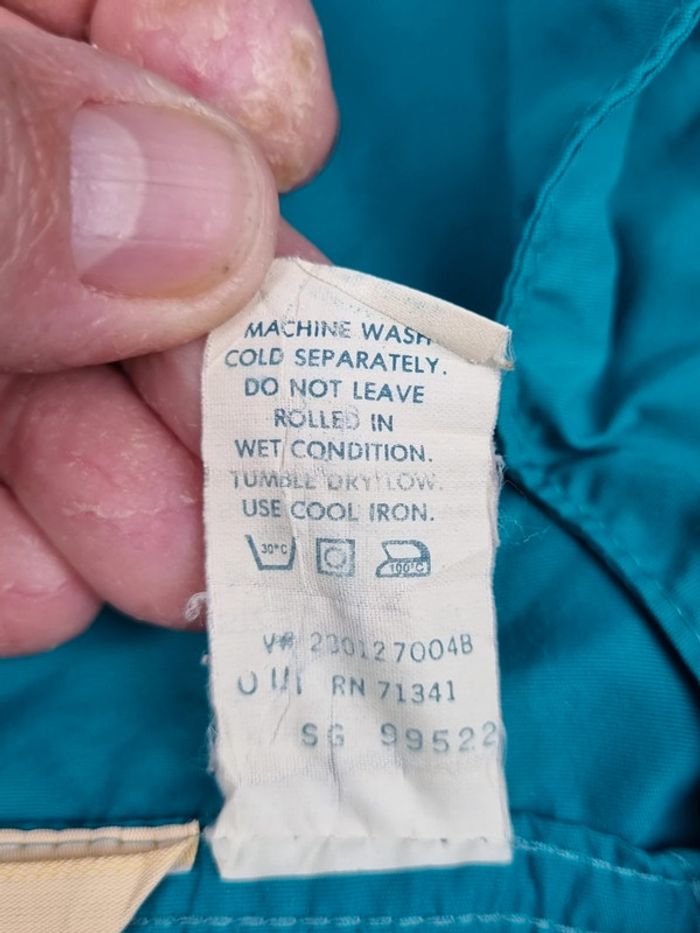 MACHINE WASH
COLD SEPARATELY.
DO NOT LEAVE
ROLLED IN
WET CONDITION.
TUMBLE DRY LOW.
USE COOL IRON.
30°C
100°C
V# 230127004B
RN 71341
SG 99522